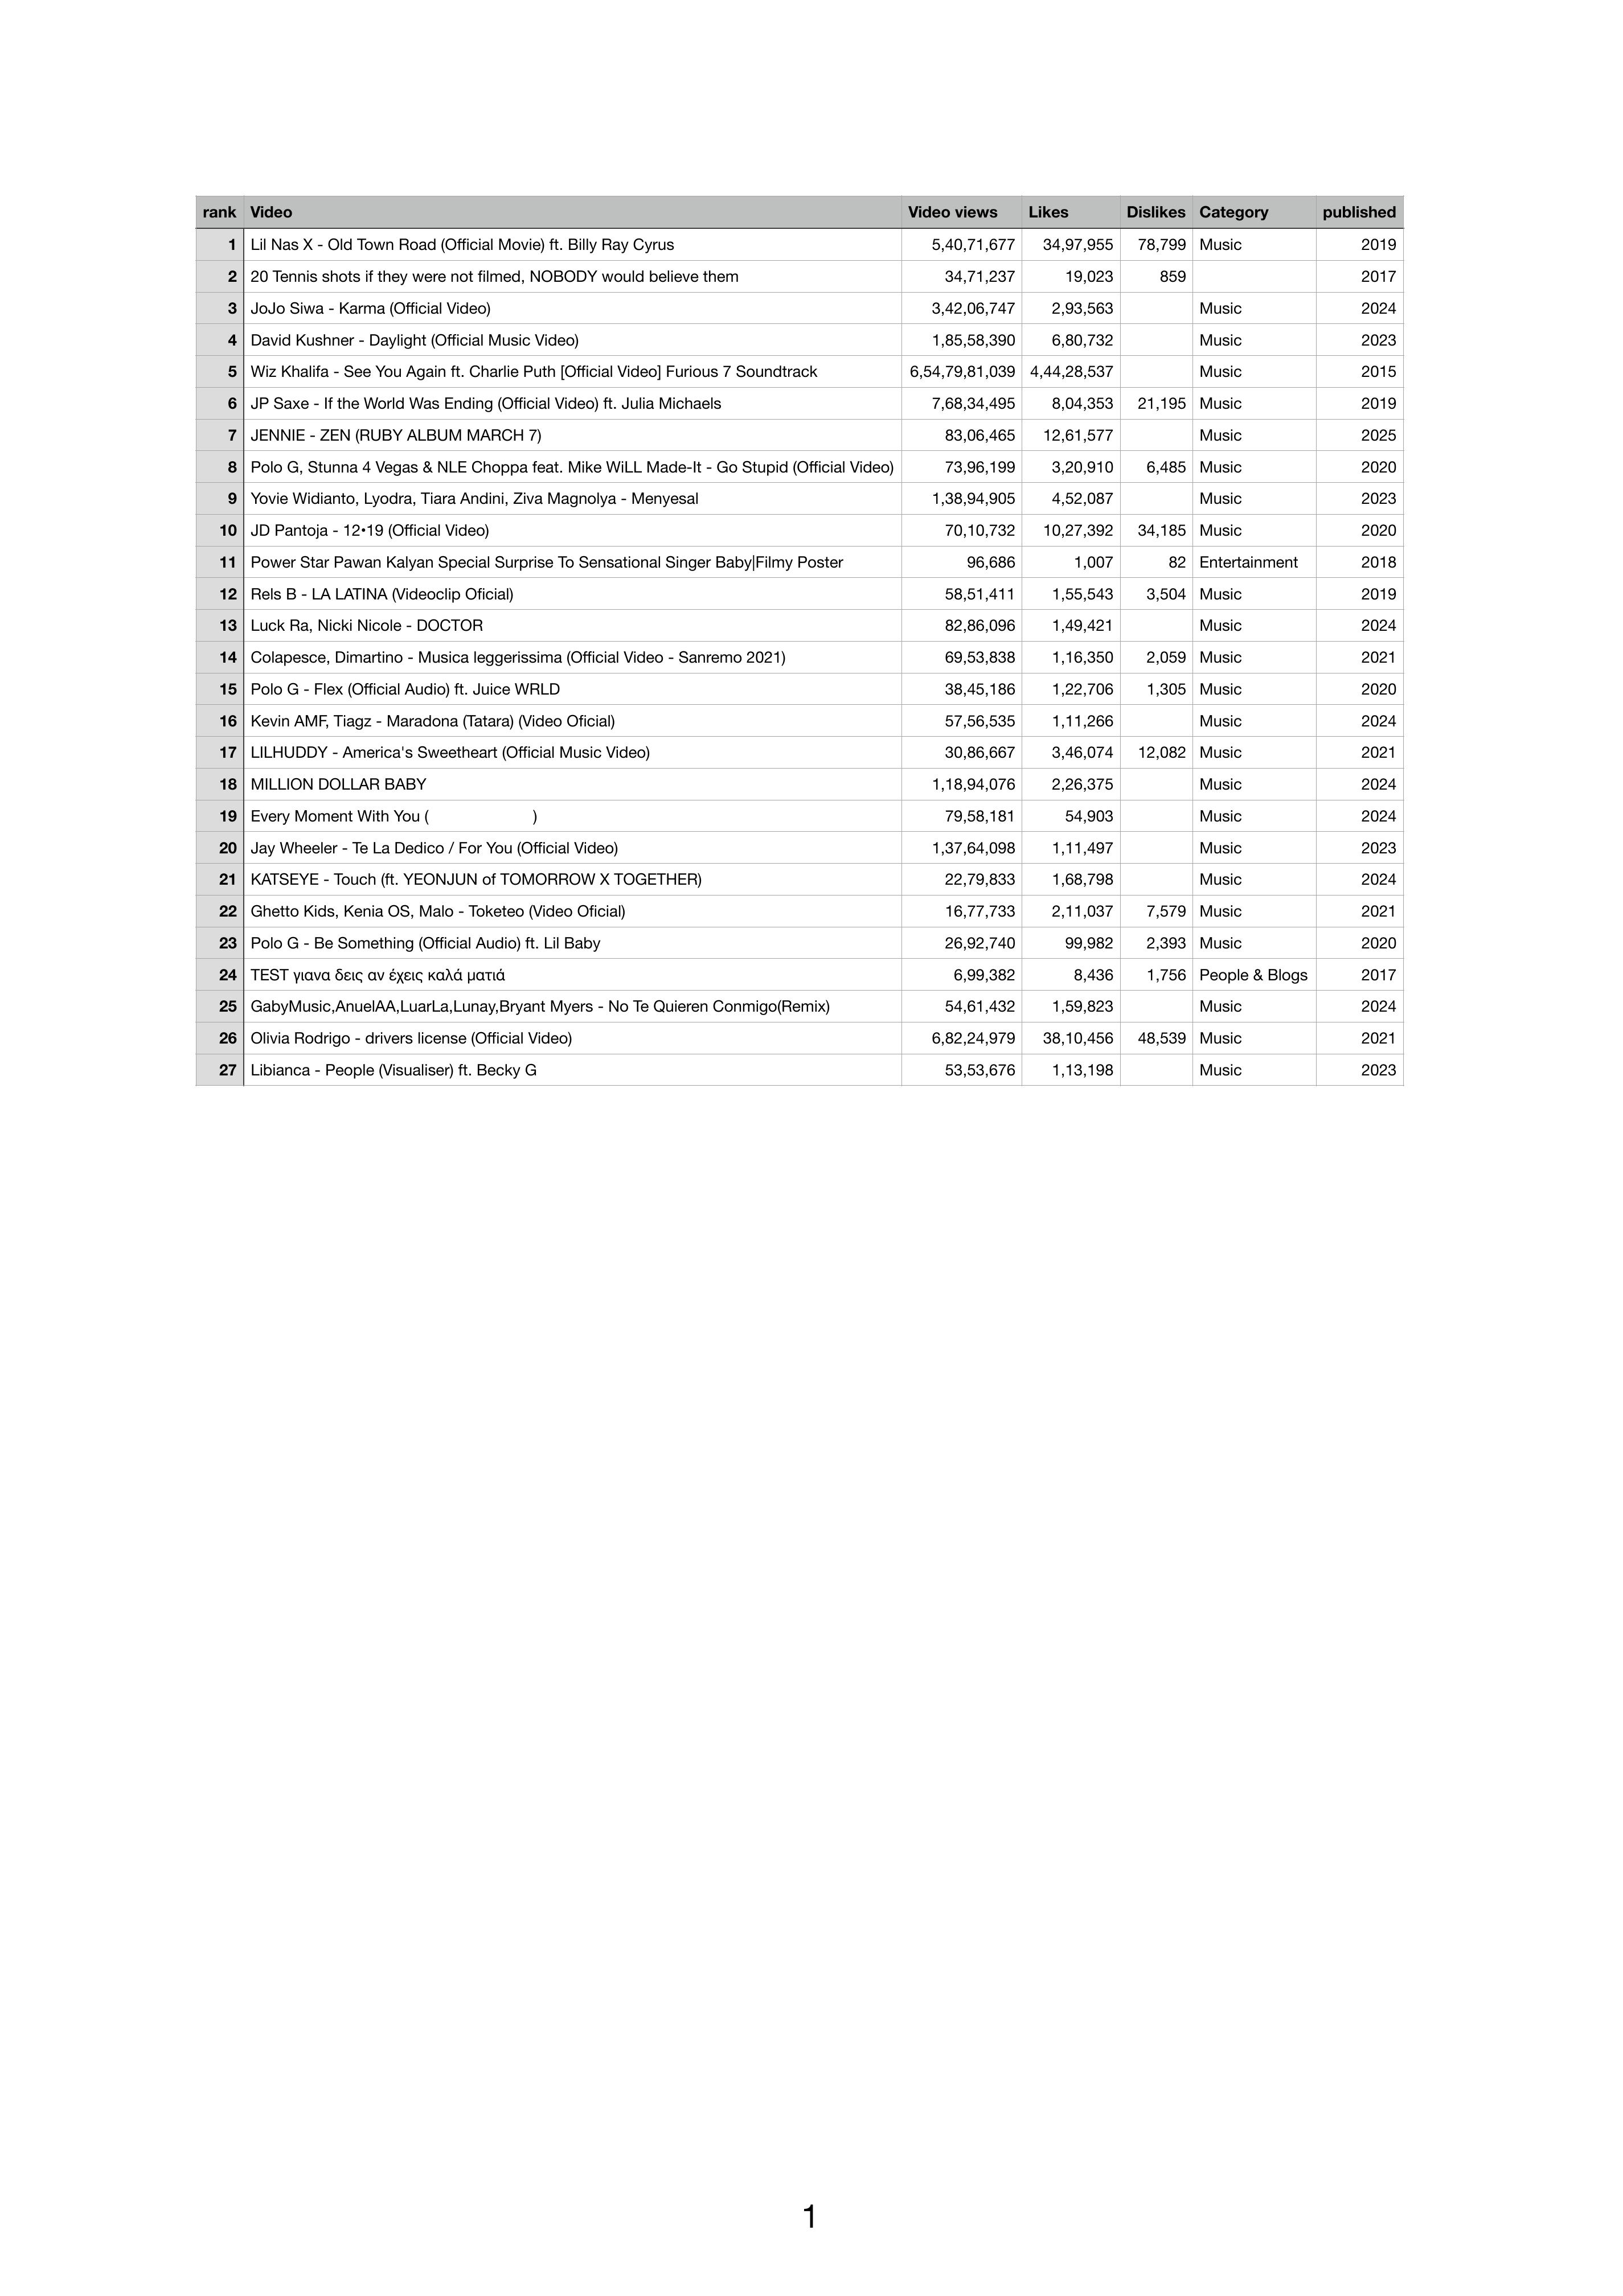 rank Video Video views Likes Dislikes Category published
1 Lil Nas X - Old Town Road (Official Movie) ft. Billy Ray Cyrus 5,40,71,677 34,97,955 78,799 Music 2019
2 20 Tennis shots if they were not filmed, NOBODY would believe them 34,71,237 19,023 859 2017
3 JoJo Siwa - Karma (Official Video) 3,42,06,747 2,93,563 Music 2024
4 David Kushner - Daylight (Official Music Video) 1,85,58,390 6,80,732 Music 2023
5 Wiz Khalifa - See You Again ft. Charlie Puth [Official Video] Furious 7 Soundtrack 6,54,79,81,039 4,44,28,537 Music 2015
6 JP Saxe - If the World Was Ending (Official Video) ft. Julia Michaels 7,68,34,495 8,04,353 21,195 Music 2019
7 JENNIE - ZEN (RUBY ALBUM MARCH 7) 83,06,465 12,61,577 Music 2025
8 Polo G, Stunna 4 Vegas & NLE Choppa feat. Mike WiLL Made-It - Go Stupid (Official Video) 73,96,199 3,20,910 6,485 Music 2020
9 Yovie Widianto, Lyodra, Tiara Andini, Ziva Magnolya - Menyesal 1,38,94,905 4,52,087 Music 2023
10 JD Pantoja - 12•19 (Official Video) 70,10,732 10,27,392 34,185 Music 2020
11 Power Star Pawan Kalyan Special Surprise To Sensational Singer Baby|Filmy Poster 96,686 1,007 82 Entertainment 2018
12 Rels B - LA LATINA (Videoclip Oficial) 58,51,411 1,55,543 3,504 Music 2019
13 Luck Ra, Nicki Nicole - DOCTOR 82,86,096 1,49,421 Music 2024
14 Colapesce, Dimartino - Musica leggerissima (Official Video - Sanremo 2021) 69,53,838 1,16,350 2,059 Music 2021
15 Polo G - Flex (Official Audio) ft. Juice WRLD 38,45,186 1,22,706 1,305 Music 2020
16 Kevin AMF, Tiagz - Maradona (Tatara) (Video Oficial) 57,56,535 1,11,266 Music 2024
17 LILHUDDY - America's Sweetheart (Official Music Video) 30,86,667 3,46,074 12,082 Music 2021
18 MILLION DOLLAR BABY 1,18,94,076 2,26,375 Music 2024
19 Every Moment With You ( ) 79,58,181 54,903 Music 2024
20 Jay Wheeler - Te La Dedico / For You (Official Video) 1,37,64,098 1,11,497 Music 2023
21 KATSEYE - Touch (ft. YEONJUN of TOMORROW X TOGETHER) 22,79,833 1,68,798 Music 2024
22 Ghetto Kids, Kenia OS, Malo - Toketeo (Video Oficial) 16,77,733 2,11,037 7,579 Music 2021
23 Polo G - Be Something (Official Audio) ft. Lil Baby 26,92,740 99,982 2,393 Music 2020
24 TEST γιανα δεις αν έχεις καλά ματιά 6,99,382 8,436 1,756 People & Blogs 2017
25 GabyMusic,AnuelAA,LuarLa,Lunay,Bryant Myers - No Te Quieren Conmigo(Remix) 54,61,432 1,59,823 Music 2024
26 Olivia Rodrigo - drivers license (Official Video) 6,82,24,979 38,10,456 48,539 Music 2021
27 Libianca - People (Visualiser) ft. Becky G 53,53,676 1,13,198 Music 2023
1